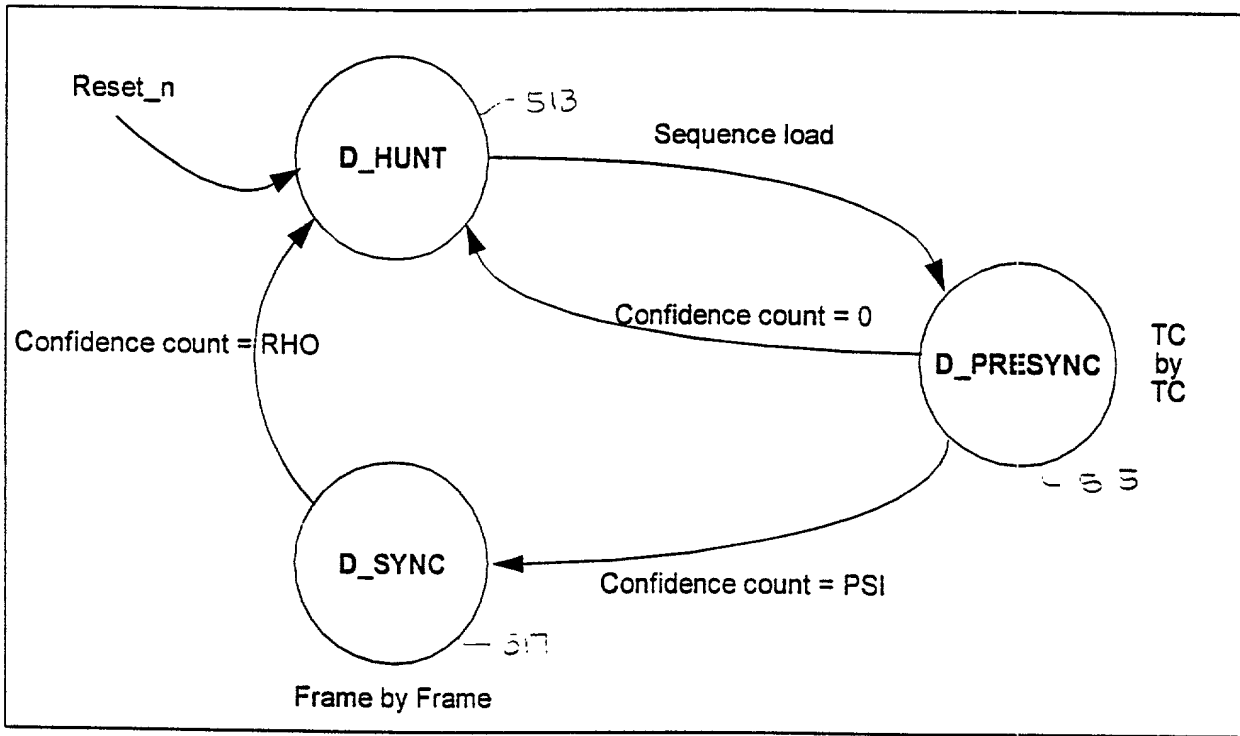 Reset_n
513
D_HUNT
Sequence load
Confidence count = 0
Confidence count = RHO
D_PRESYNC
TC
by
TC
D_SYNC
Confidence count = PSI
517
Frame by Frame